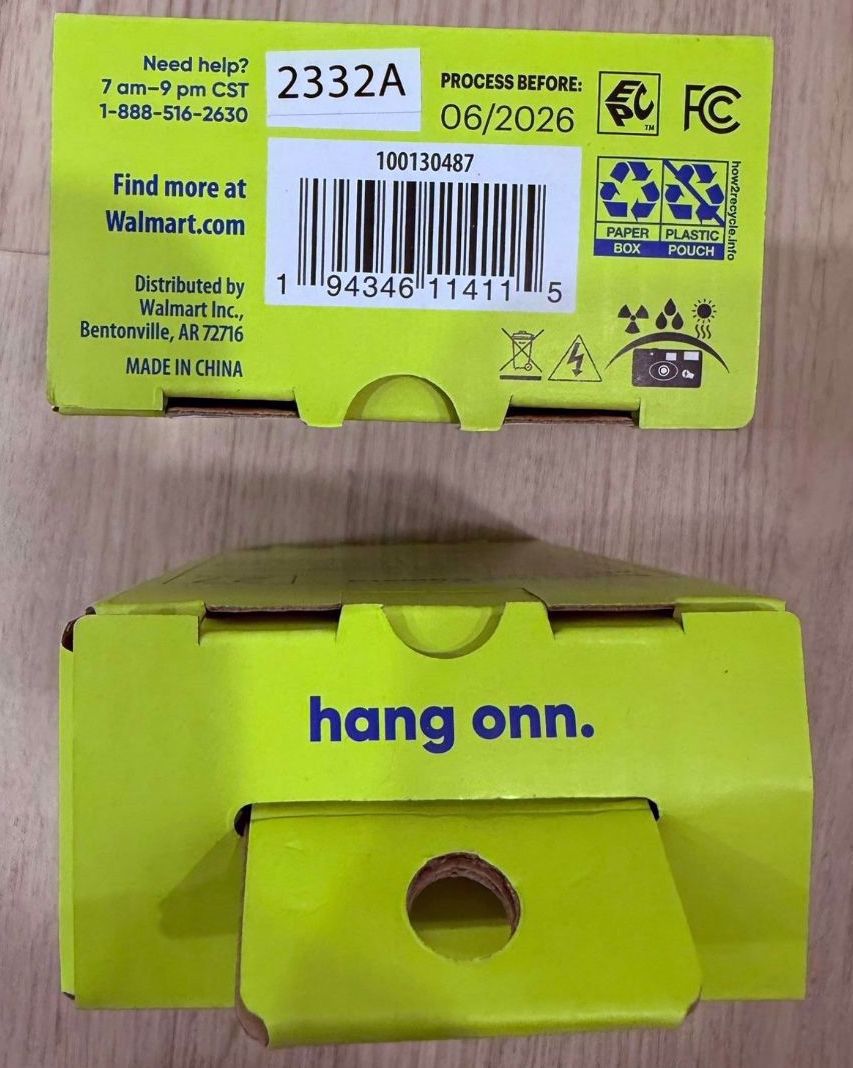 Need help?
7 am–9 pm CST
1-888-516-2630
2332A
PROCESS BEFORE:
06/2026
EPC
TM
FC
Find more at
Walmart.com
100130487
1 94346 11411 5
PAPER
BOX
PLASTIC
POUCH
how2recycle.info
Distributed by
Walmart Inc.,
Bentonville, AR 72716
MADE IN CHINA
hang onn.